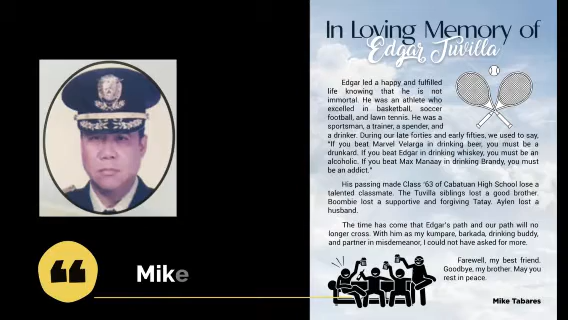 In Loving Memory of
Edgar Tuvilla
Edgar led a happy and fulfilled
life knowing that he is not
immortal. He was an athlete who
excelled in basketball, soccer
football, and lawn tennis. He was a
sportsman, a trainer, a spender, and
a drinker. During our late forties and early fifties, we used to say,
"If you beat Marvel Velarga in drinking beer, you must be a
drunkard. If you beat Edgar in drinking whiskey, you must be an
alcoholic. If you beat Max Manaay in drinking Brandy, you must
be an addict."
His passing made Class '63 of Cabatuan High School lose a
talented classmate. The Tuvilla siblings lost a good brother.
Boombie lost a supportive and forgiving Tatay. Aylen lost a
husband.
The time has come that Edgar's path and our path will no
longer cross. With him as my kumpare, barkada, drinking buddy,
and partner in misdemeanor, I could not have asked for more.
Farewell, my best friend.
Goodbye, my brother. May you
rest in peace.
Mike Tabares
Mike